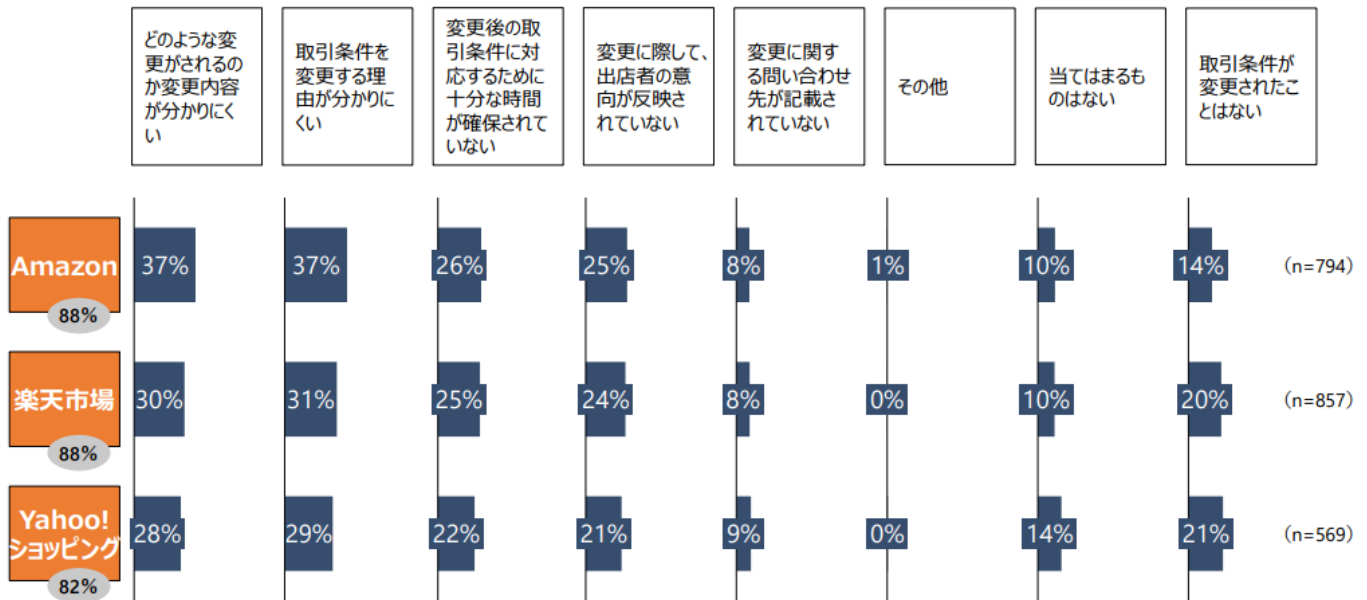 どのような変
更がされるの
か変更内容
が分かりにく
い
取引条件を
変更する理
由が分かりに
くい
変更後の取
引条件に対
応するために
十分な時間
が確保されて
いない
変更に際して、
出店者の意
向が反映さ
れていない
変更に関す
る問い合わせ
先が記載さ
れていない
その他
当てはまるも
のはない
取引条件が
変更されたこ
とはない
Amazon
88%
37%
37%
26%
25%
8%
1%
10%
14%
（n=794）
楽天市場
88%
30%
31%
25%
24%
8%
0%
10%
20%
（n=857）
Yahoo!
ショッピング
82%
28%
29%
22%
21%
9%
0%
14%
21%
（n=569）